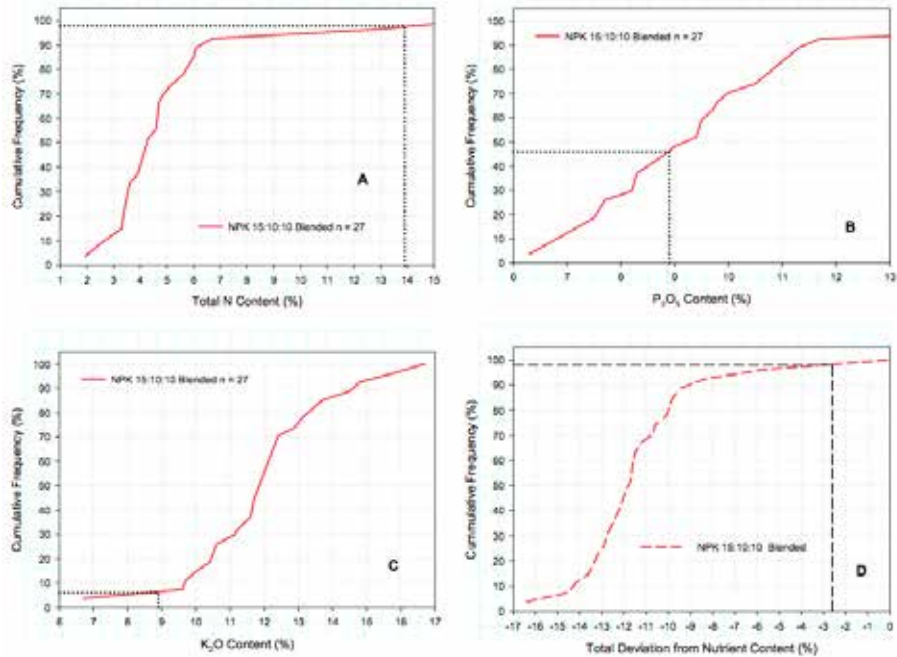 100
90
80
70
60
50
40
30
20
10
0
Cumulative Frequency (%)
A
NPK 15:10:10 Blended n = 27
1 2 3 4 5 6 7 8 9 10 11 12 13 14 15
Total N Content (%)
100
90
80
70
60
50
40
30
20
10
0
Cumulative Frequency (%)
NPK 15:10:10 Blended n = 27
B
6 7 8 9 10 11 12 13
P₂O₅ Content (%)
100
90
80
70
60
50
40
30
20
10
0
Cumulative Frequency (%)
NPK 15:10:10 Blended n = 27
C
6 7 8 9 10 11 12 13 14 15 16 17
K₂O Content (%)
100
90
80
70
60
50
40
30
20
10
0
Cummulative Frequency (%)
NPK 15:10:10 Blended
D
-17 -16 -15 -14 -13 -12 -11 -10 -9 -8 -7 -6 -5 -4 -3 -2 -1 0
Total Deviation from Nutrient Content (%)